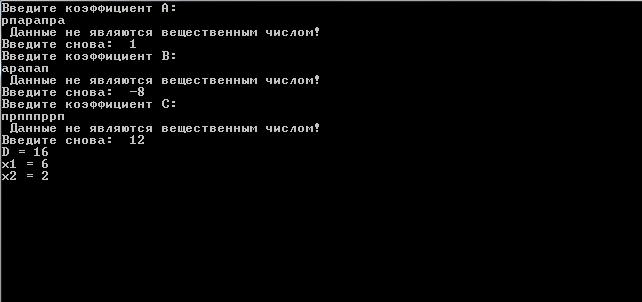 Введите коэффициент A:
рпарапра
Данные не являются вещественным числом!
Введите снова: 1
Введите коэффициент B:
арапап
Данные не являются вещественным числом!
Введите снова: -8
Введите коэффициент C:
прпппррп
Данные не являются вещественным числом!
Введите снова: 12
D = 16
x1 = 6
x2 = 2